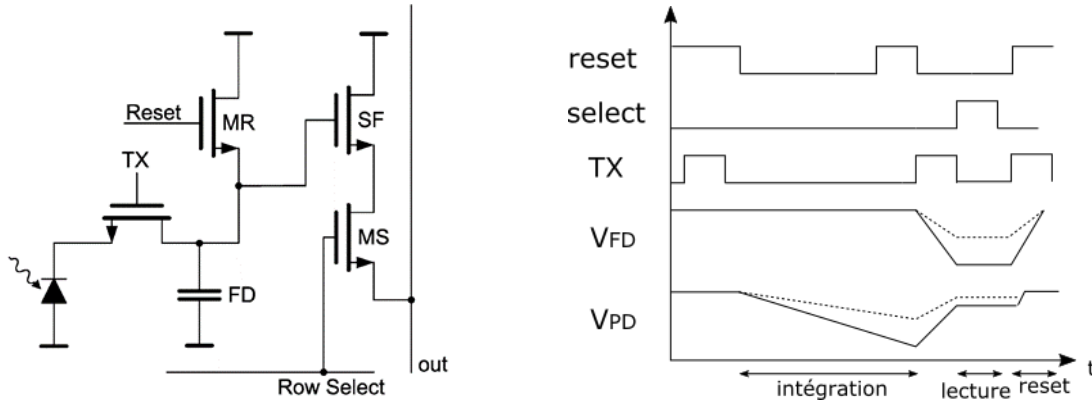 Reset
MR
SF
TX
MS
FD
out
Row Select
reset
select
TX
VFD
VPD
t
intégration
lecture
reset